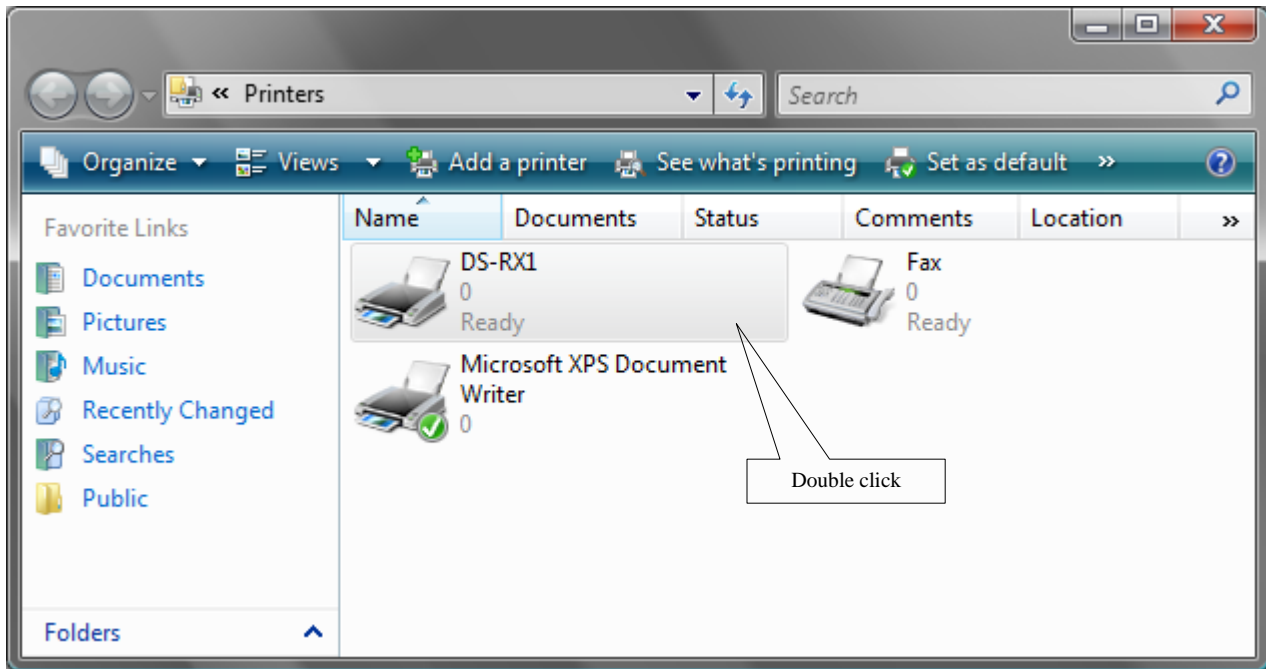 « Printers
Search
Organize Views Add a printer See what's printing Set as default »
Favorite Links
Documents
Pictures
Music
Recently Changed
Searches
Public
Folders
Name Documents Status Comments Location »
DS-RX1
0
Ready
Fax
0
Ready
Microsoft XPS Document
Writer
0
Double click